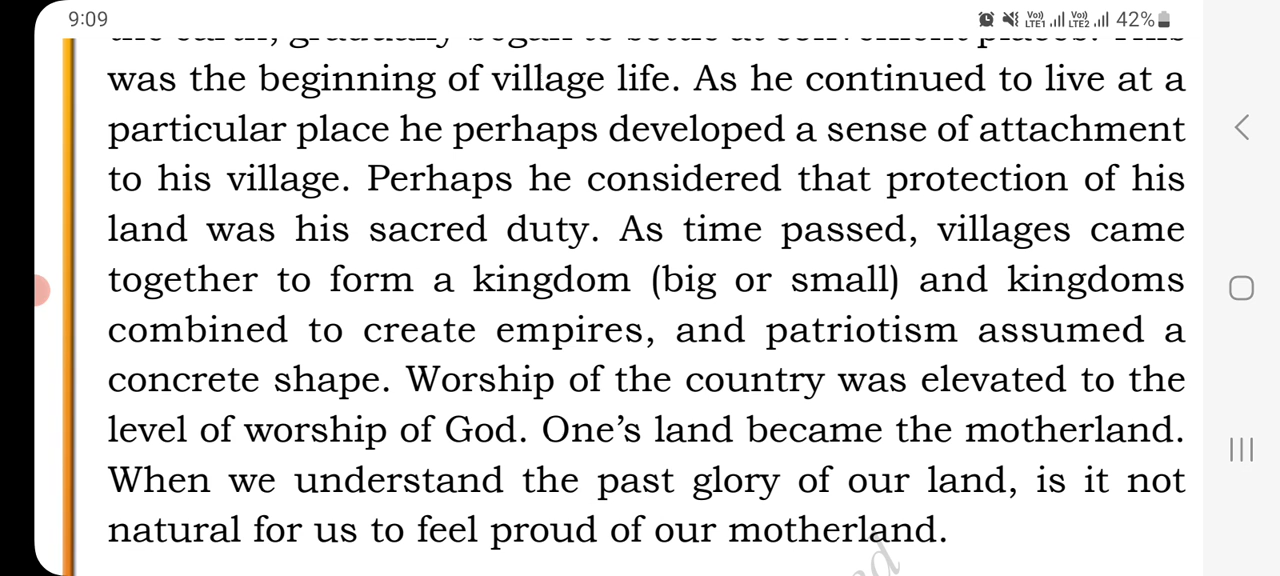 9:09 Vo) LTE1 Vo) LTE2 42%
was the beginning of village life. As he continued to live at a
particular place he perhaps developed a sense of attachment
to his village. Perhaps he considered that protection of his
land was his sacred duty. As time passed, villages came
together to form a kingdom (big or small) and kingdoms
combined to create empires, and patriotism assumed a
concrete shape. Worship of the country was elevated to the
level of worship of God. One’s land became the motherland.
When we understand the past glory of our land, is it not
natural for us to feel proud of our motherland.